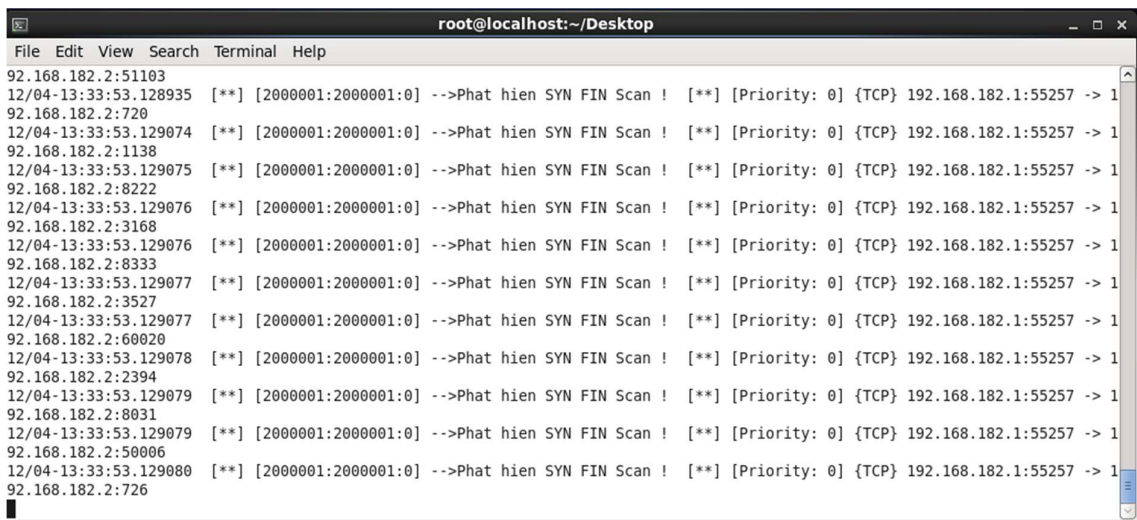 root@localhost:~/Desktop
File Edit View Search Terminal Help
92.168.182.2:51103
12/04-13:33:53.128935  [**] [2000001:2000001:0] -->Phat hien SYN FIN Scan !  [**] [Priority: 0] {TCP} 192.168.182.1:55257 -> 1
92.168.182.2:720
12/04-13:33:53.129074  [**] [2000001:2000001:0] -->Phat hien SYN FIN Scan !  [**] [Priority: 0] {TCP} 192.168.182.1:55257 -> 1
92.168.182.2:1138
12/04-13:33:53.129075  [**] [2000001:2000001:0] -->Phat hien SYN FIN Scan !  [**] [Priority: 0] {TCP} 192.168.182.1:55257 -> 1
92.168.182.2:8222
12/04-13:33:53.129076  [**] [2000001:2000001:0] -->Phat hien SYN FIN Scan !  [**] [Priority: 0] {TCP} 192.168.182.1:55257 -> 1
92.168.182.2:3168
12/04-13:33:53.129076  [**] [2000001:2000001:0] -->Phat hien SYN FIN Scan !  [**] [Priority: 0] {TCP} 192.168.182.1:55257 -> 1
92.168.182.2:8333
12/04-13:33:53.129077  [**] [2000001:2000001:0] -->Phat hien SYN FIN Scan !  [**] [Priority: 0] {TCP} 192.168.182.1:55257 -> 1
92.168.182.2:3527
12/04-13:33:53.129077  [**] [2000001:2000001:0] -->Phat hien SYN FIN Scan !  [**] [Priority: 0] {TCP} 192.168.182.1:55257 -> 1
92.168.182.2:60020
12/04-13:33:53.129078  [**] [2000001:2000001:0] -->Phat hien SYN FIN Scan !  [**] [Priority: 0] {TCP} 192.168.182.1:55257 -> 1
92.168.182.2:2394
12/04-13:33:53.129079  [**] [2000001:2000001:0] -->Phat hien SYN FIN Scan !  [**] [Priority: 0] {TCP} 192.168.182.1:55257 -> 1
92.168.182.2:8031
12/04-13:33:53.129079  [**] [2000001:2000001:0] -->Phat hien SYN FIN Scan !  [**] [Priority: 0] {TCP} 192.168.182.1:55257 -> 1
92.168.182.2:50006
12/04-13:33:53.129080  [**] [2000001:2000001:0] -->Phat hien SYN FIN Scan !  [**] [Priority: 0] {TCP} 192.168.182.1:55257 -> 1
92.168.182.2:726